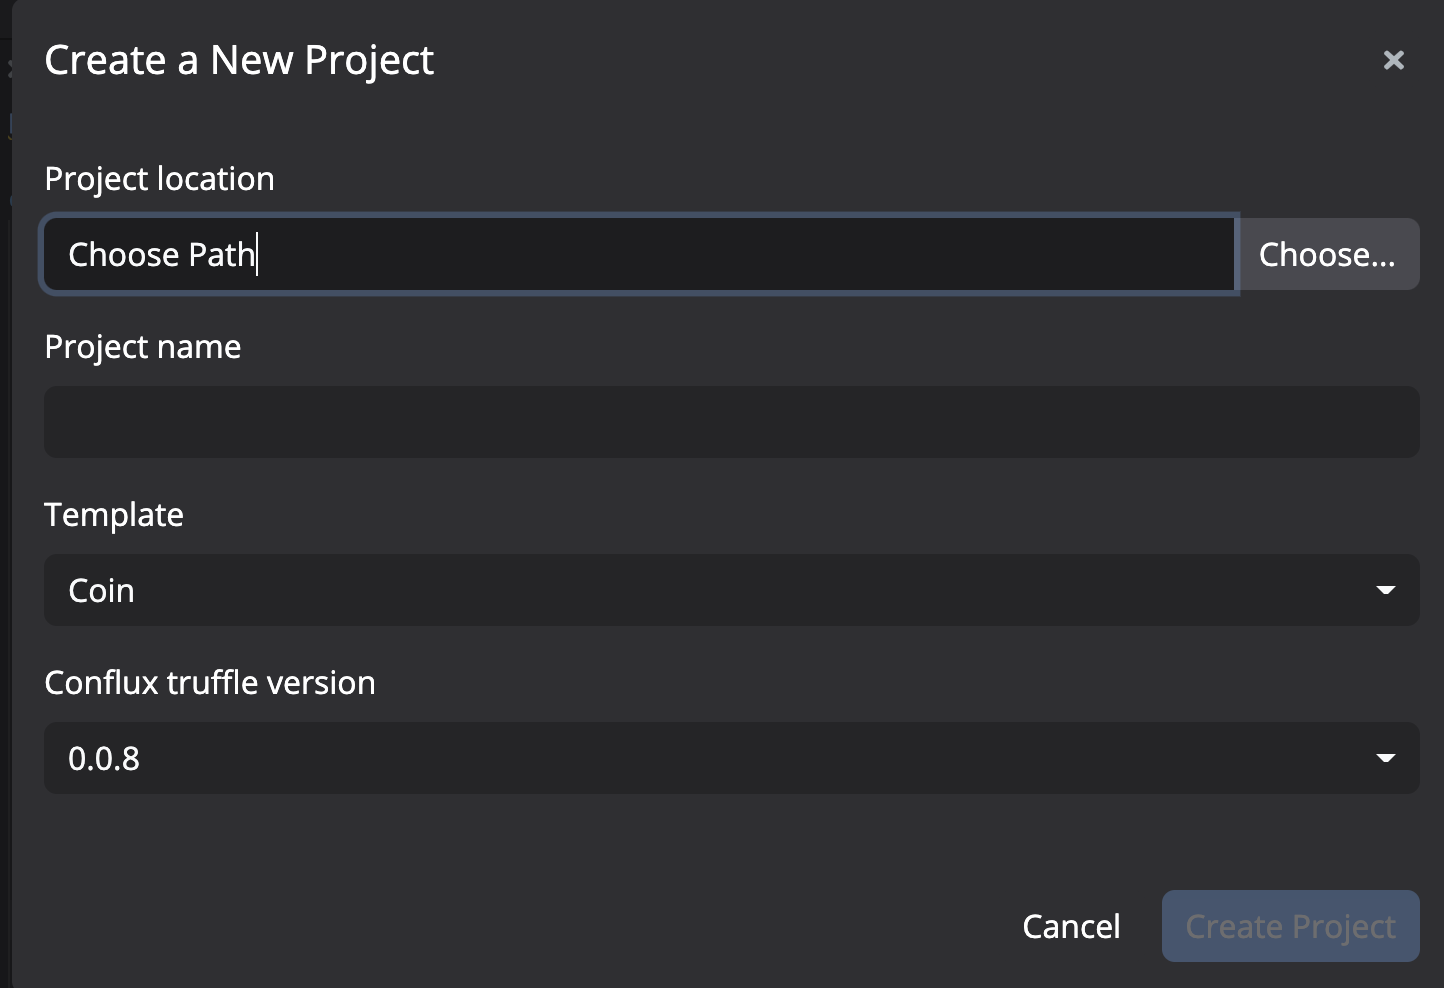 Create a New Project
Project location
Choose Path
Choose...
Project name
Template
Coin
Conflux truffle version
0.0.8
Cancel
Create Project